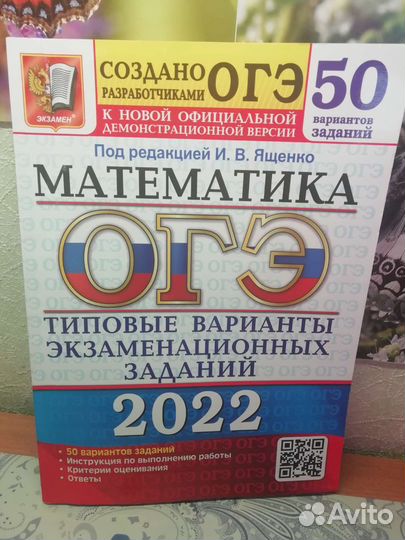 СОЗДАНО
РАЗРАБОТЧИКАМИ
ОГЭ
К НОВОЙ ОФИЦИАЛЬНОЙ
ДЕМОНСТРАЦИОННОЙ ВЕРСИИ
50
вариантов
заданий
ЭКЗАМЕН®
Под редакцией И. В. Ященко
МАТЕМАТИКА
ОГЭ
ТИПОВЫЕ ВАРИАНТЫ
ЭКЗАМЕНАЦИОННЫХ
ЗАДАНИЙ
2022
• 50 вариантов заданий
• Инструкция по выполнению работы
• Критерии оценивания
• Ответы
Avito